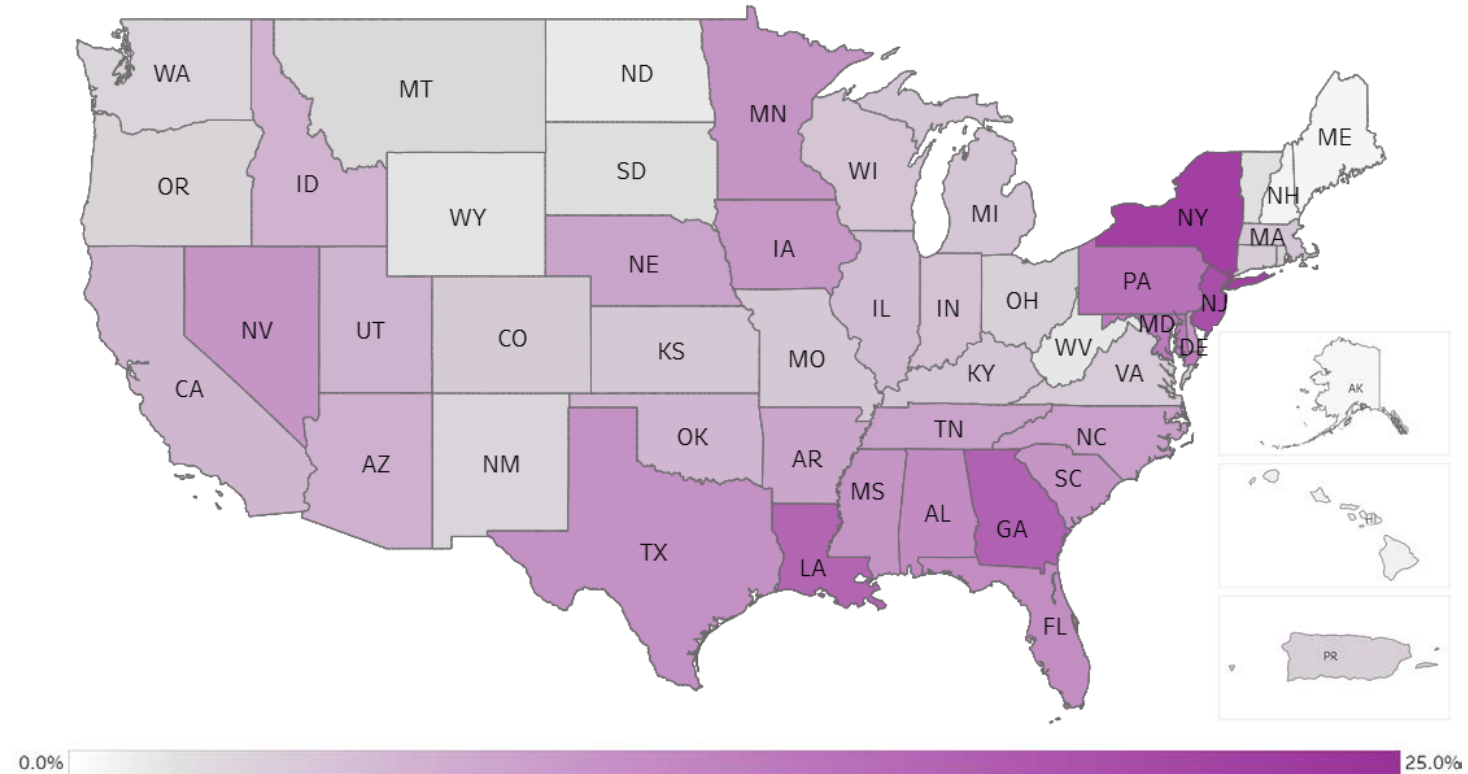 WA
MT
ND
MN
ME
OR
ID
SD
WI
NH
WY
MI
NY
MA
NE
IA
PA
NV
UT
CO
IL
IN
OH
NJ
MD
CA
KS
MO
WV
DE
KY
VA
AK
AZ
NM
OK
AR
TN
NC
MS
AL
SC
GA
HI
TX
LA
FL
PR
0.0%
25.0%